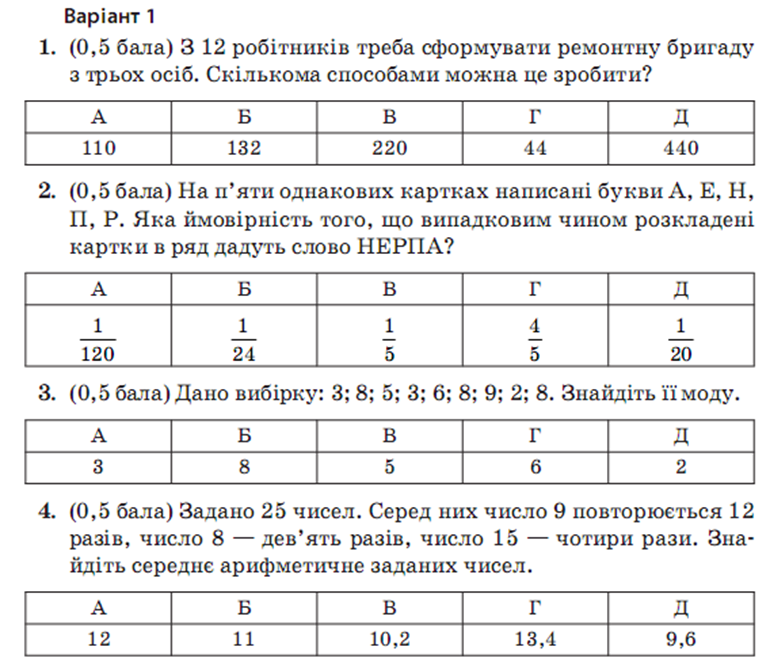 Варіант 1
1. (0,5 бала) З 12 робітників треба сформувати ремонтну бригаду
з трьох осіб. Скількома способами можна це зробити?
А Б В Г Д
110 132 220 44 440
2. (0,5 бала) На п’яти однакових картках написані букви А, Е, Н,
П, Р. Яка ймовірність того, що випадковим чином розкладені
картки в ряд дадуть слово НЕРПА?
А Б В Г Д
1/120 1/24 1/5 4/5 1/20
3. (0,5 бала) Дано вибірку: 3; 8; 5; 3; 6; 8; 9; 2; 8. Знайдіть її моду.
А Б В Г Д
3 8 5 6 2
4. (0,5 бала) Задано 25 чисел. Серед них число 9 повторюється 12
разів, число 8 — дев’ять разів, число 15 — чотири рази. Зна-
йдіть середнє арифметичне заданих чисел.
А Б В Г Д
12 11 10,2 13,4 9,6